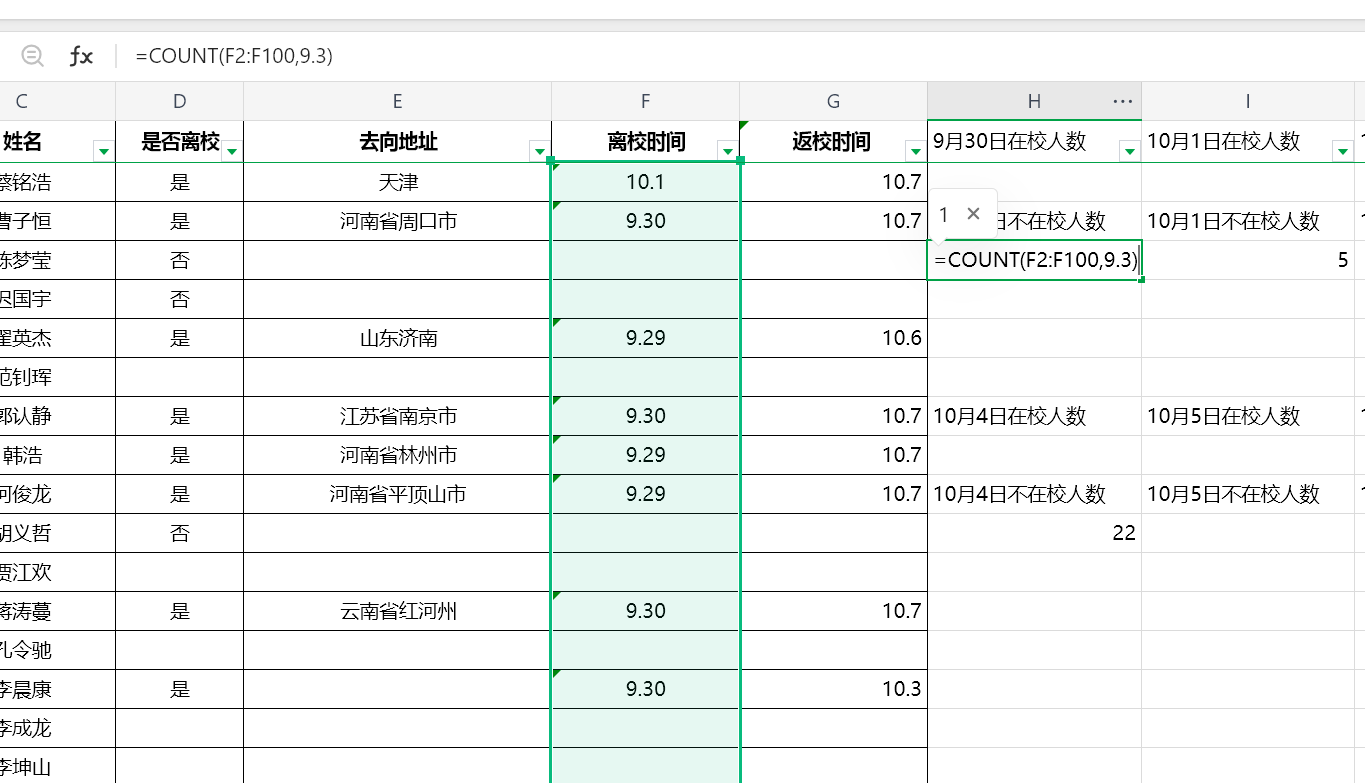 fx =COUNT(F2:F100,9.3)
C D E F G H ··· I
姓名 是否离校 去向地址 离校时间 返校时间 9月30日在校人数 10月1日在校人数
蔡铭浩 是 天津 10.1 10.7
曹子恒 是 河南省周口市 9.30 10.7 1 × 日不在校人数 10月1日不在校人数
陈梦莹 否 =COUNT(F2:F100,9.3) 5
迟国宇 否
翟英杰 是 山东济南 9.29 10.6
范钊珲
郭认静 是 江苏省南京市 9.30 10.7 10月4日在校人数 10月5日在校人数
韩浩 是 河南省林州市 9.29 10.7
何俊龙 是 河南省平顶山市 9.29 10.7 10月4日不在校人数 10月5日不在校人数
胡义哲 否 22
贾江欢
蒋涛蔓 是 云南省红河州 9.30 10.7
孔令驰
李晨康 是 9.30 10.3
李成龙
李坤山